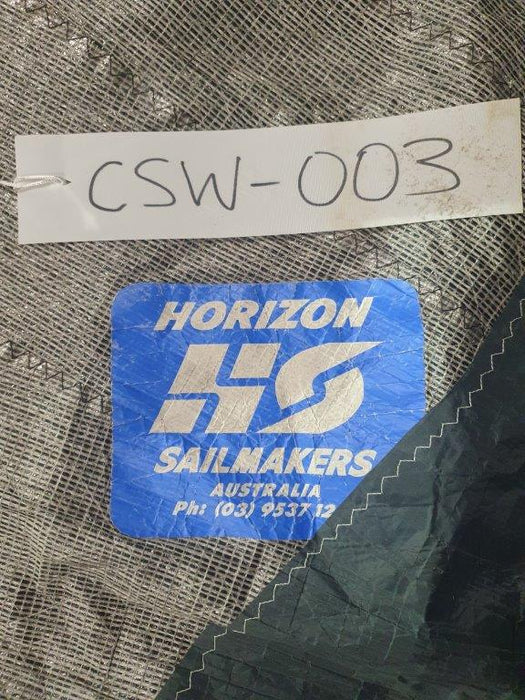 CSW-003
HORIZON
HS
SAILMAKERS
AUSTRALIA
Ph: (03) 9537 12